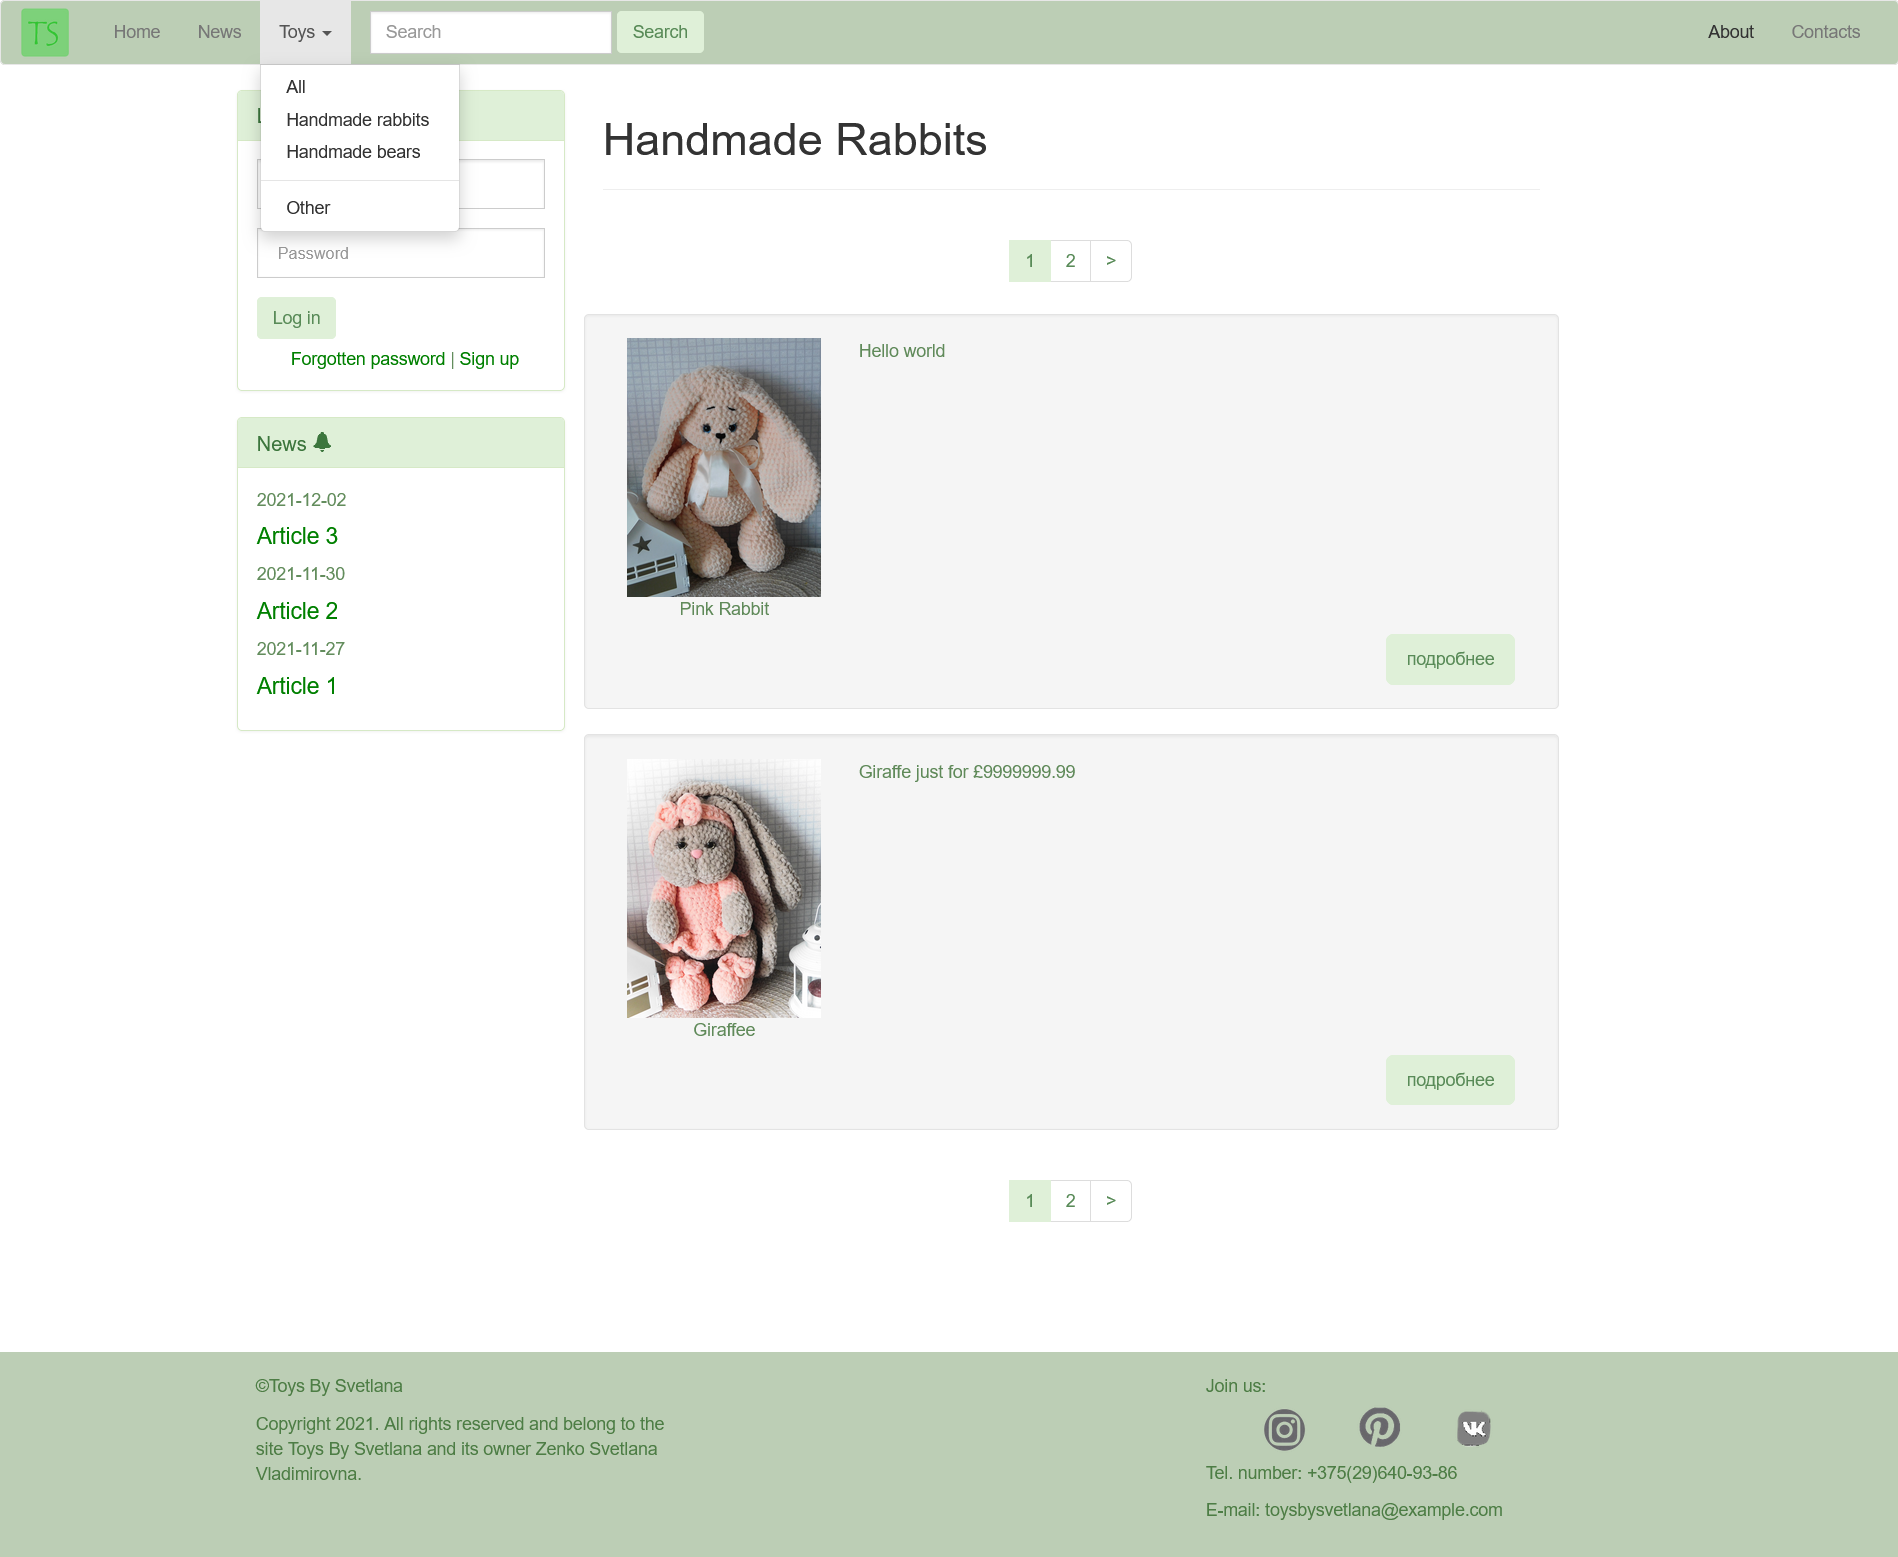 TS
Home
News
Toys
Search
Search
About
Contacts
All
Handmade rabbits
Handmade bears
Other
Password
Log in
Forgotten password | Sign up
News
2021-12-02
Article 3
2021-11-30
Article 2
2021-11-27
Article 1
Handmade Rabbits
1 2 >
Hello world
Pink Rabbit
подробнее
Giraffe just for £9999999.99
Giraffee
подробнее
1 2 >
©Toys By Svetlana
Copyright 2021. All rights reserved and belong to the
site Toys By Svetlana and its owner Zenko Svetlana
Vladimirovna.
Join us:
Tel. number: +375(29)640-93-86
E-mail: toysbysvetlana@example.com